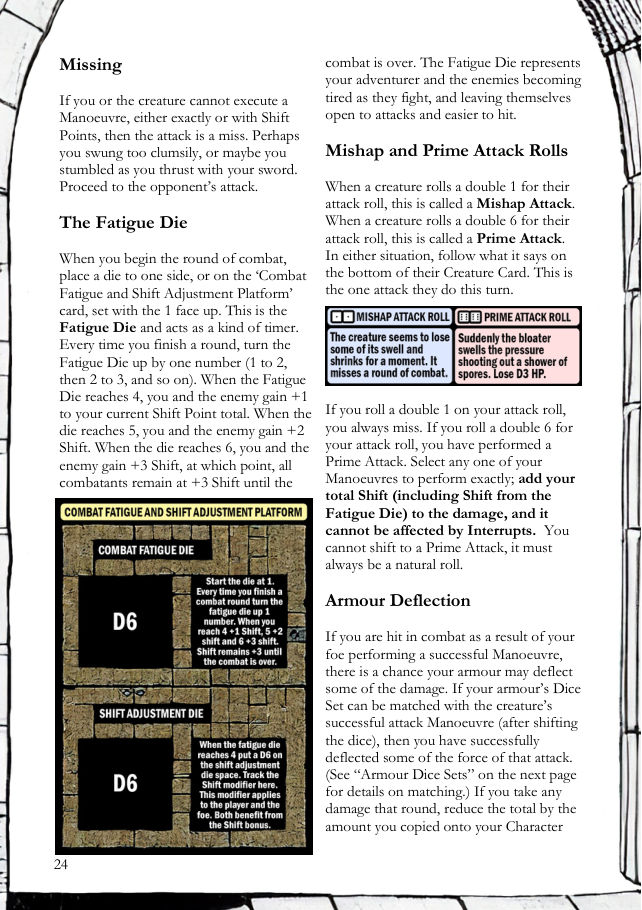 Missing
If you or the creature cannot execute a
Manoeuvre, either exactly or with Shift
Points, then the attack is a miss. Perhaps
you swung too clumsily, or maybe you
stumbled as you thrust with your sword.
Proceed to the opponent's attack.
The Fatigue Die
When you begin the round of combat,
place a die to one side, or on the 'Combat
Fatigue and Shift Adjustment Platform'
card, set with the 1 face up. This is the
Fatigue Die and acts as a kind of timer.
Every time you finish a round, turn the
Fatigue Die up by one number (1 to 2,
then 2 to 3, and so on). When the Fatigue
Die reaches 4, you and the enemy gain +1
to your current Shift Point total. When the
die reaches 5, you and the enemy gain +2
Shift. When the die reaches 6, you and the
enemy gain +3 Shift, at which point, all
combatants remain at +3 Shift until the
COMBAT FATIGUE AND SHIFT ADJUSTMENT PLATFORM
COMBAT FATIGUE DIE
D6
Start the die at 1.
Every time you finish a
combat round turn the
fatigue die up 1
number. When you
reach 4 +1 Shift, 5 +2
shift and 6 +3 shift.
Shift remains +3 until
the combat is over.
SHIFT ADJUSTMENT DIE
D6
When the fatigue die
reaches 4 put a D6 on
the shift adjustment
die space. Track the
Shift modifier here.
This modifier applies
to the player and the
foe. Both benefit from
the Shift bonus.
24
combat is over. The Fatigue Die represents
your adventurer and the enemies becoming
tired as they fight, and leaving themselves
open to attacks and easier to hit.
Mishap and Prime Attack Rolls
When a creature rolls a double 1 for their
attack roll, this is called a Mishap Attack.
When a creature rolls a double 6 for their
attack roll, this is called a Prime Attack.
In either situation, follow what it says on
the bottom of their Creature Card. This is
the one attack they do this turn.
MISHAP ATTACK ROLL
The creature seems to lose
some of its swell and
shrinks for a moment. It
misses a round of combat.
PRIME ATTACK ROLL
Suddenly the bloater
swells the pressure
shooting out a shower of
spores. Lose D3 HP.
If you roll a double 1 on your attack roll,
you always miss. If you roll a double 6 for
your attack roll, you have performed a
Prime Attack. Select any one of your
Manoeuvres to perform exactly; add your
total Shift (including Shift from the
Fatigue Die) to the damage, and it
cannot be affected by Interrupts. You
cannot shift to a Prime Attack, it must
always be a natural roll.
Armour Deflection
If you are hit in combat as a result of your
foe performing a successful Manoeuvre,
there is a chance your armour may deflect
some of the damage. If your armour's Dice
Set can be matched with the creature's
successful attack Manoeuvre (after shifting
the dice), then you have successfully
deflected some of the force of that attack.
(See "Armour Dice Sets" on the next page
for details on matching.) If you take any
damage that round, reduce the total by the
amount you copied onto your Character